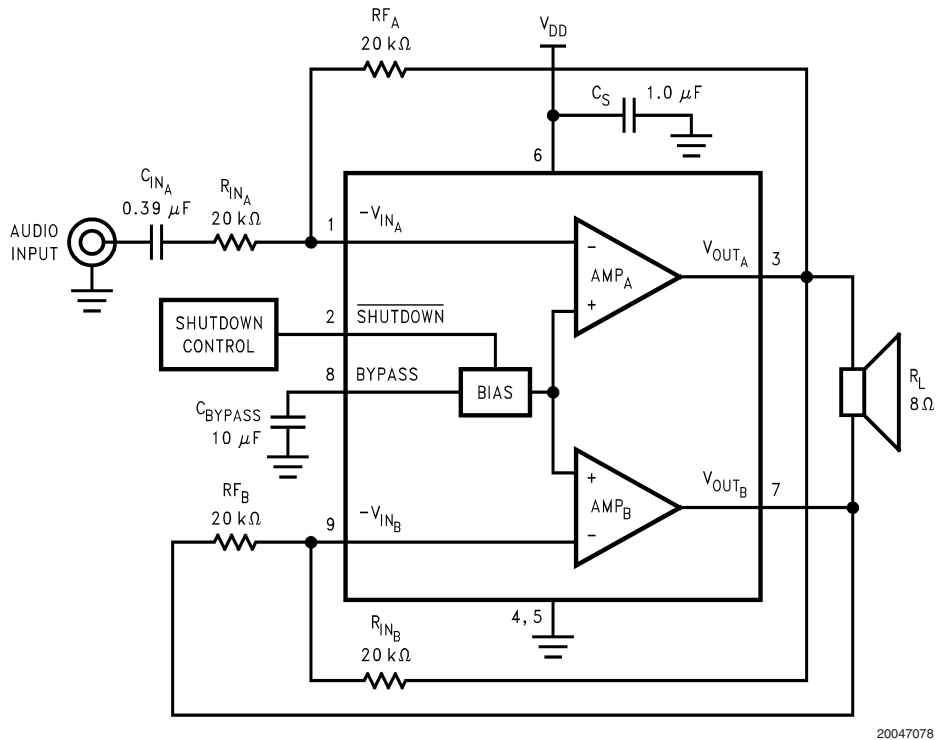 RF_A
20 kΩ
V_DD
C_S
1.0 μF
6
C_IN_A
0.39 μF
R_IN_A
20 kΩ
AUDIO
INPUT
1
-V_IN_A
-
AMP_A
+
V_OUT_A
3
SHUTDOWN
CONTROL
2
S̅H̅U̅T̅D̅O̅W̅N̅
8
BYPASS
BIAS
C_BYPASS
10 μF
R_L
8Ω
RF_B
20 kΩ
9
-V_IN_B
+
AMP_B
-
V_OUT_B
7
4, 5
R_IN_B
20 kΩ
20047078